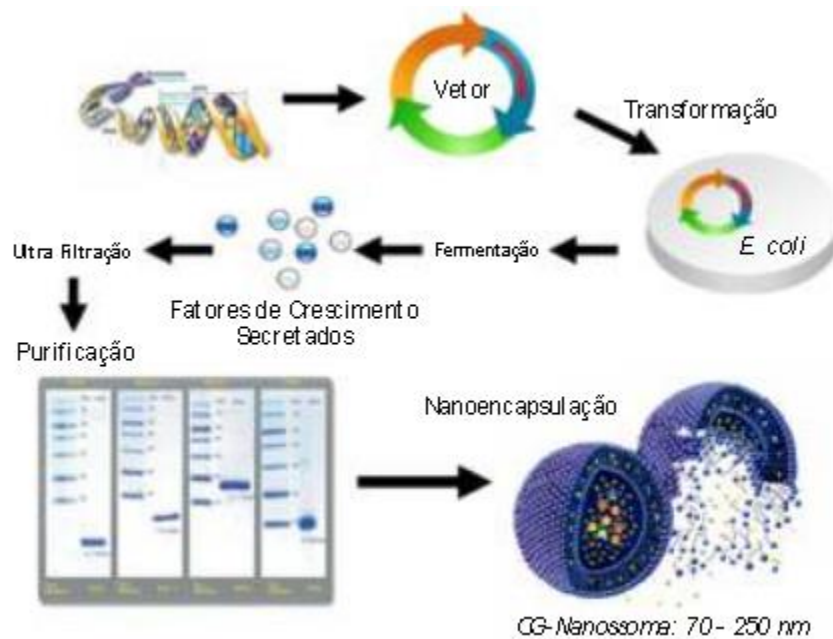 Vetor
Transformação
E coli
Fermentação
Ultra Filtração
Fatores de Crescimento
Secretados
Purificação
Nanoencapsulação
CG-Nanossoma: 70 - 250 nm